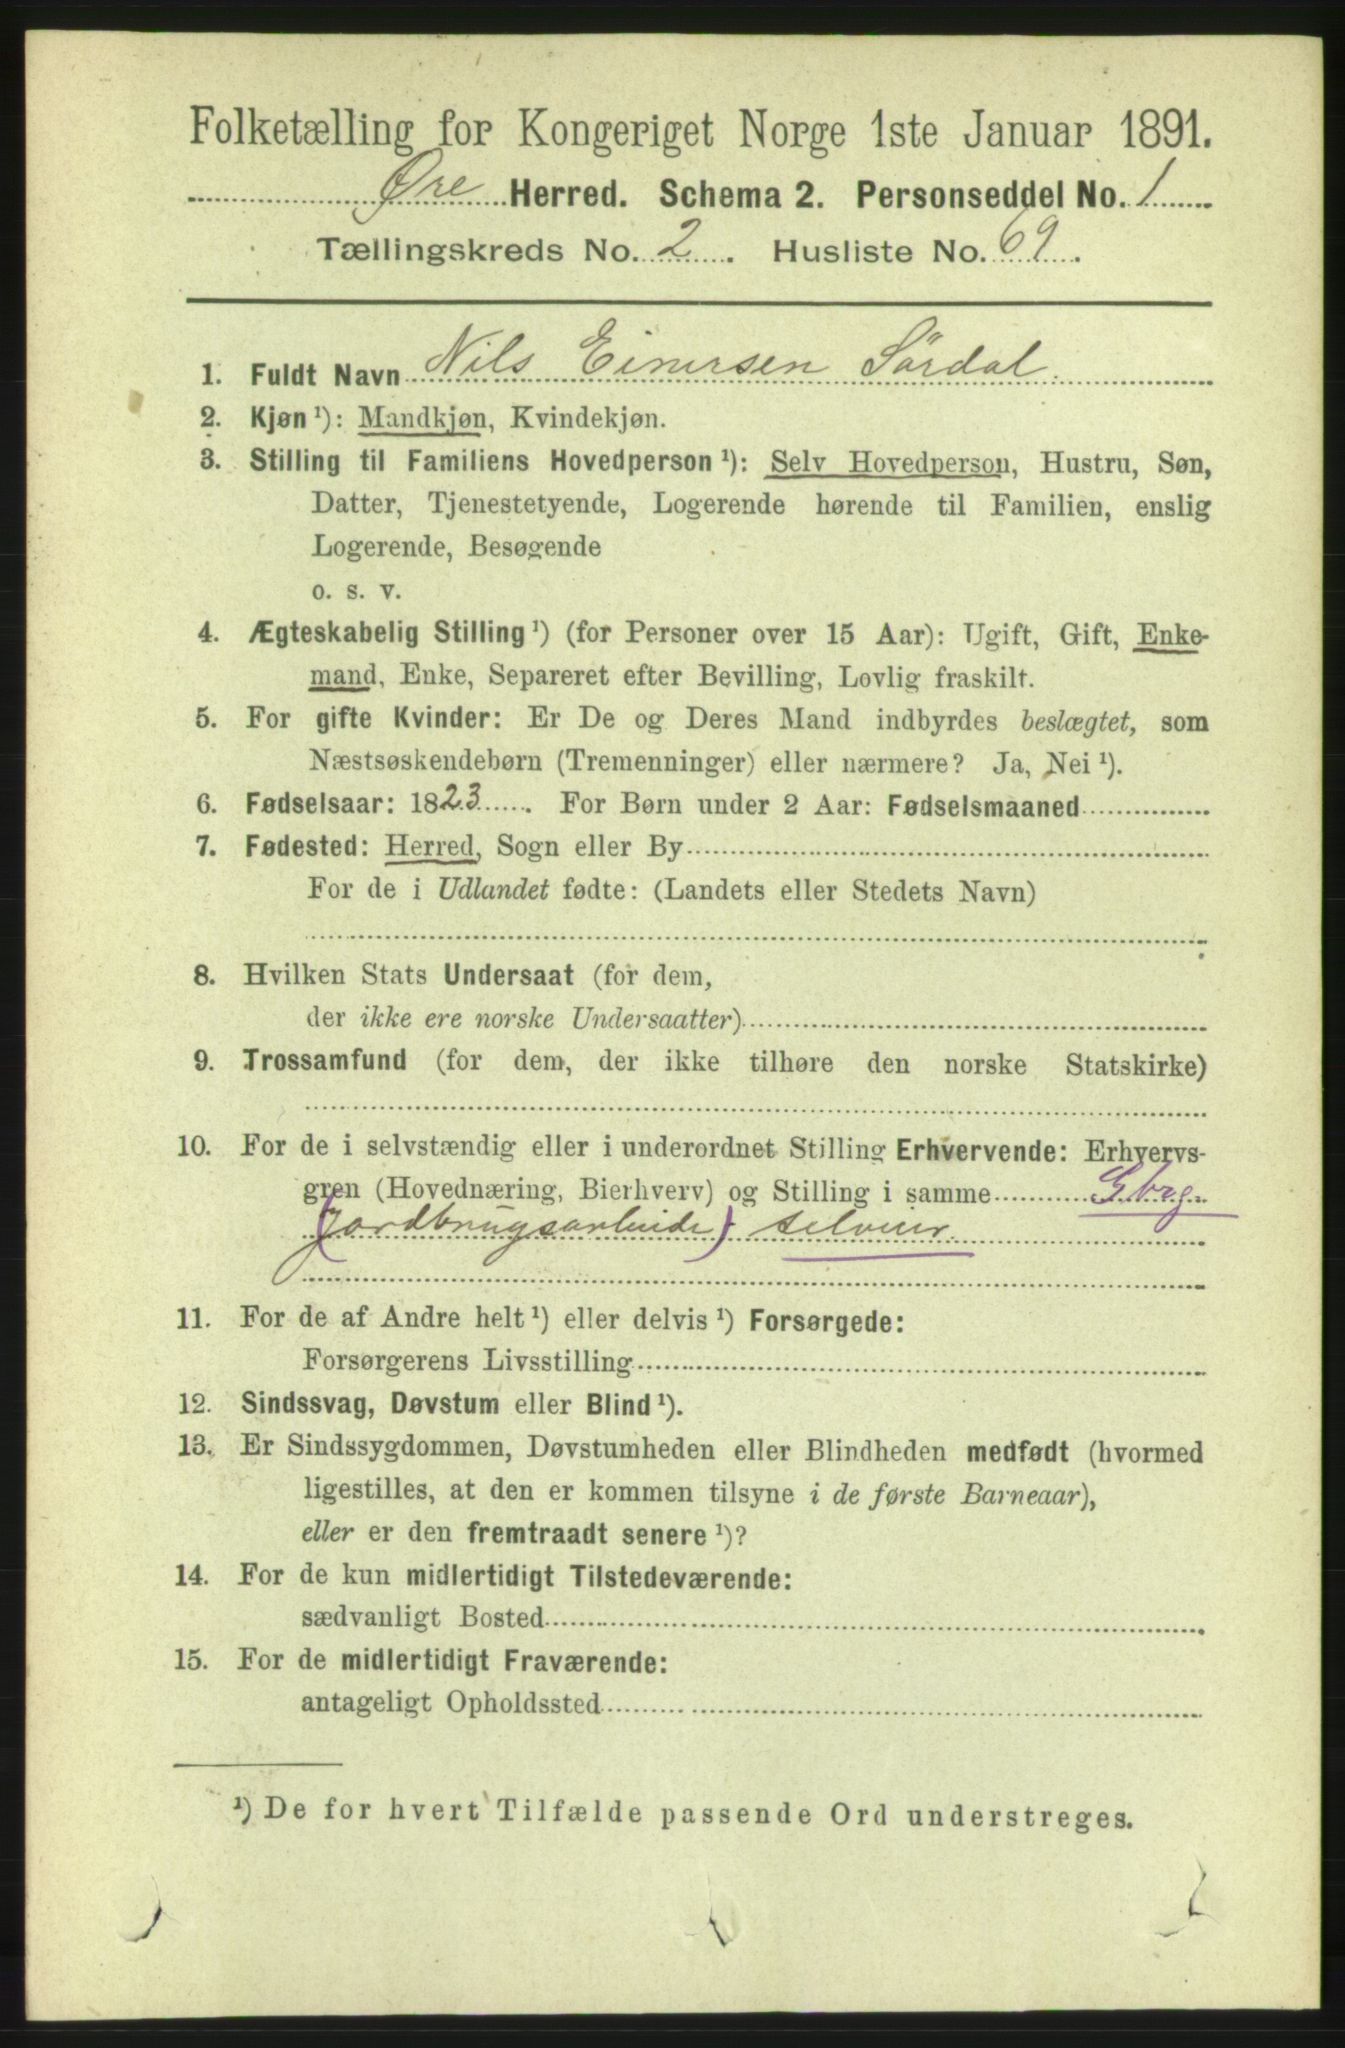 Folketælling for Kongeriget Norge 1ste Januar 1891.
Øre Herred. Schema 2. Personseddel No. 1
Tællingskreds No. 2. Husliste No. 69.
1. Fuldt Navn Nils Einersen Sördal
2. Kjøn ¹): Mandkjøn, Kvindekjøn.
3. Stilling til Familiens Hovedperson ¹): Selv Hovedperson, Hustru, Søn,
Datter, Tjenestetyende, Logerende hørende til Familien, enslig
Logerende, Besøgende
o. s. v.
4. Ægteskabelig Stilling ¹) (for Personer over 15 Aar): Ugift, Gift, Enke-
mand, Enke, Separeret efter Bevilling, Lovlig fraskilt.
5. For gifte Kvinder: Er De og Deres Mand indbyrdes beslægtet, som
Næstsøskendebørn (Tremenninger) eller nærmere? Ja, Nei ¹).
6. Fødselsaar: 1823. For Børn under 2 Aar: Fødselsmaaned
7. Fødested: Herred, Sogn eller By
For de i Udlandet fødte: (Landets eller Stedets Navn)
8. Hvilken Stats Undersaat (for dem,
der ikke ere norske Undersaatter)
9. Trossamfund (for dem, der ikke tilhøre den norske Statskirke)
10. For de i selvstændig eller i underordnet Stilling Erhvervende: Erhvervs-
gren (Hovednæring, Bierhverv) og Stilling i samme Gbrg.
(Jordbrugsarbeide) selveier.
11. For de af Andre helt ¹) eller delvis ¹) Forsørgede:
Forsørgerens Livsstilling
12. Sindssvag, Døvstum eller Blind ¹).
13. Er Sindssygdommen, Døvstumheden eller Blindheden medfødt (hvormed
ligestilles, at den er kommen tilsyne i de første Barneaar),
eller er den fremtraadt senere ¹)?
14. For de kun midlertidigt Tilstedeværende:
sædvanligt Bosted
15. For de midlertidigt Fraværende:
antageligt Opholdssted
¹) De for hvert Tilfælde passende Ord understreges.